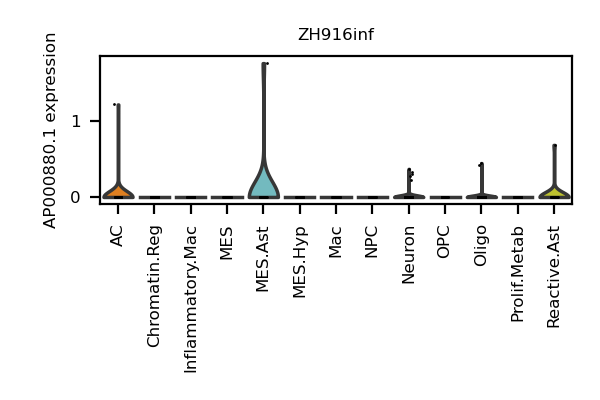 ZH916inf
AP000880.1 expression
1
0
AC
Chromatin.Reg
Inflammatory.Mac
MES
MES.Ast
MES.Hyp
Mac
NPC
Neuron
OPC
Oligo
Prolif.Metab
Reactive.Ast